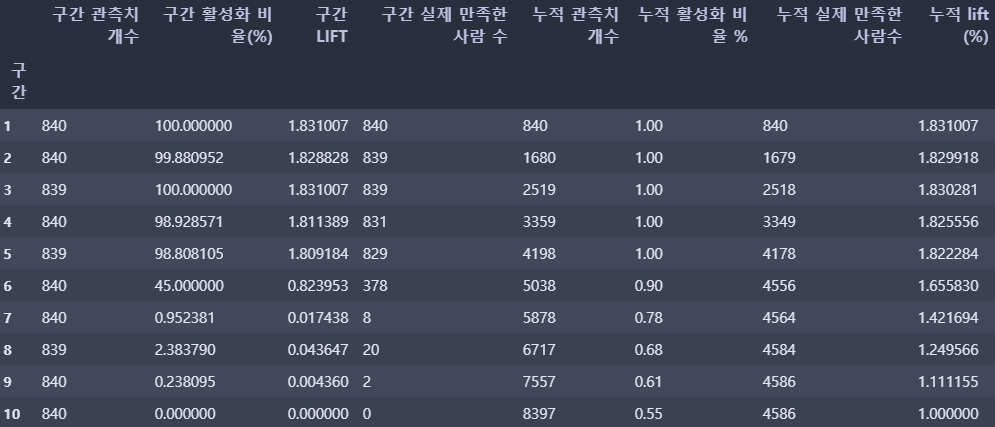 구간 관측치 개수 구간 활성화 비율(%) 구간 LIFT 구간 실제 만족한 사람 수 누적 관측치 개수 누적 활성화 비율 % 누적 실제 만족한 사람수 누적 lift (%)
구간
1 840 100.000000 1.831007 840 840 1.00 840 1.831007
2 840 99.880952 1.828828 839 1680 1.00 1679 1.829918
3 839 100.000000 1.831007 839 2519 1.00 2518 1.830281
4 840 98.928571 1.811389 831 3359 1.00 3349 1.825556
5 839 98.808105 1.809184 829 4198 1.00 4178 1.822284
6 840 45.000000 0.823953 378 5038 0.90 4556 1.655830
7 840 0.952381 0.017438 8 5878 0.78 4564 1.421694
8 839 2.383790 0.043647 20 6717 0.68 4584 1.249566
9 840 0.238095 0.004360 2 7557 0.61 4586 1.111155
10 840 0.000000 0.000000 0 8397 0.55 4586 1.000000